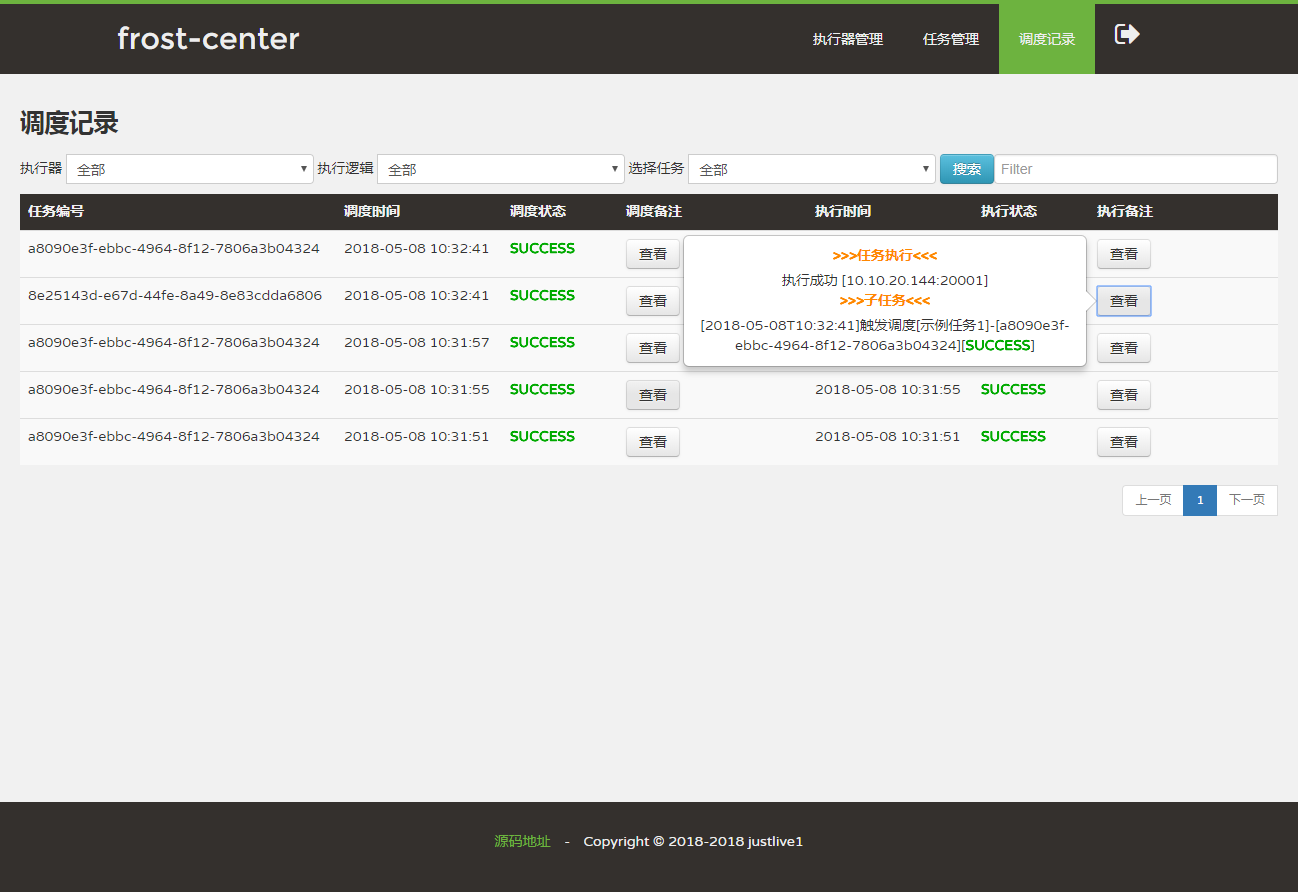 frost-center
执行器管理 任务管理 调度记录
调度记录
执行器 全部 执行逻辑 全部 选择任务 全部 搜索 Filter
任务编号 调度时间 调度状态 调度备注 执行时间 执行状态 执行备注
a8090e3f-ebbc-4964-8f12-7806a3b04324 2018-05-08 10:32:41 SUCCESS 查看 查看
8e25143d-e67d-44fe-8a49-8e83cdda6806 2018-05-08 10:32:41 SUCCESS 查看 查看
a8090e3f-ebbc-4964-8f12-7806a3b04324 2018-05-08 10:31:57 SUCCESS 查看 查看
>>>任务执行<<<
执行成功 [10.10.20.144:20001]
>>>子任务<<<
[2018-05-08T10:32:41]触发调度[示例任务1]-[a8090e3f-
ebbc-4964-8f12-7806a3b04324][SUCCESS]
a8090e3f-ebbc-4964-8f12-7806a3b04324 2018-05-08 10:31:55 SUCCESS 查看 2018-05-08 10:31:55 SUCCESS 查看
a8090e3f-ebbc-4964-8f12-7806a3b04324 2018-05-08 10:31:51 SUCCESS 查看 2018-05-08 10:31:51 SUCCESS 查看
上一页 1 下一页
源码地址 - Copyright © 2018-2018 justlive1